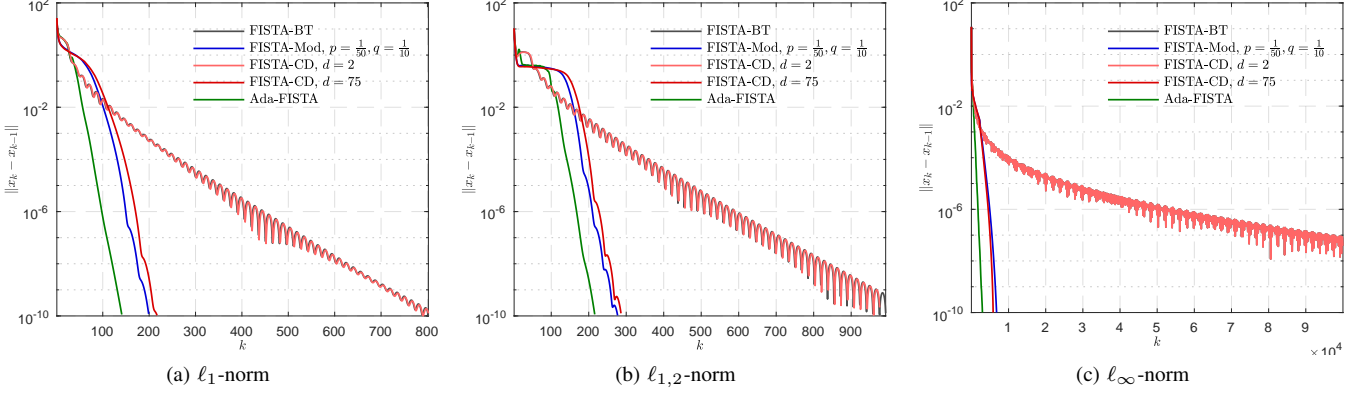 10^2
10^{-2}
10^{-6}
10^{-10}
||x_k − x_{k−1}||
FISTA-BT
FISTA-Mod, p = 1/50, q = 1/10
FISTA-CD, d = 2
FISTA-CD, d = 75
Ada-FISTA
100 200 300 400 500 600 700 800
k
(a) ℓ_1-norm
10^2
10^{-2}
10^{-6}
10^{-10}
||x_k − x_{k−1}||
FISTA-BT
FISTA-Mod, p = 1/50, q = 1/10
FISTA-CD, d = 2
FISTA-CD, d = 75
Ada-FISTA
100 200 300 400 500 600 700 800 900
k
(b) ℓ_{1,2}-norm
10^2
10^{-2}
10^{-6}
10^{-10}
||x_k − x_{k−1}||
FISTA-BT
FISTA-Mod, p = 1/50, q = 1/10
FISTA-CD, d = 2
FISTA-CD, d = 75
Ada-FISTA
1 2 3 4 5 6 7 8 9
k
× 10^4
(c) ℓ_∞-norm